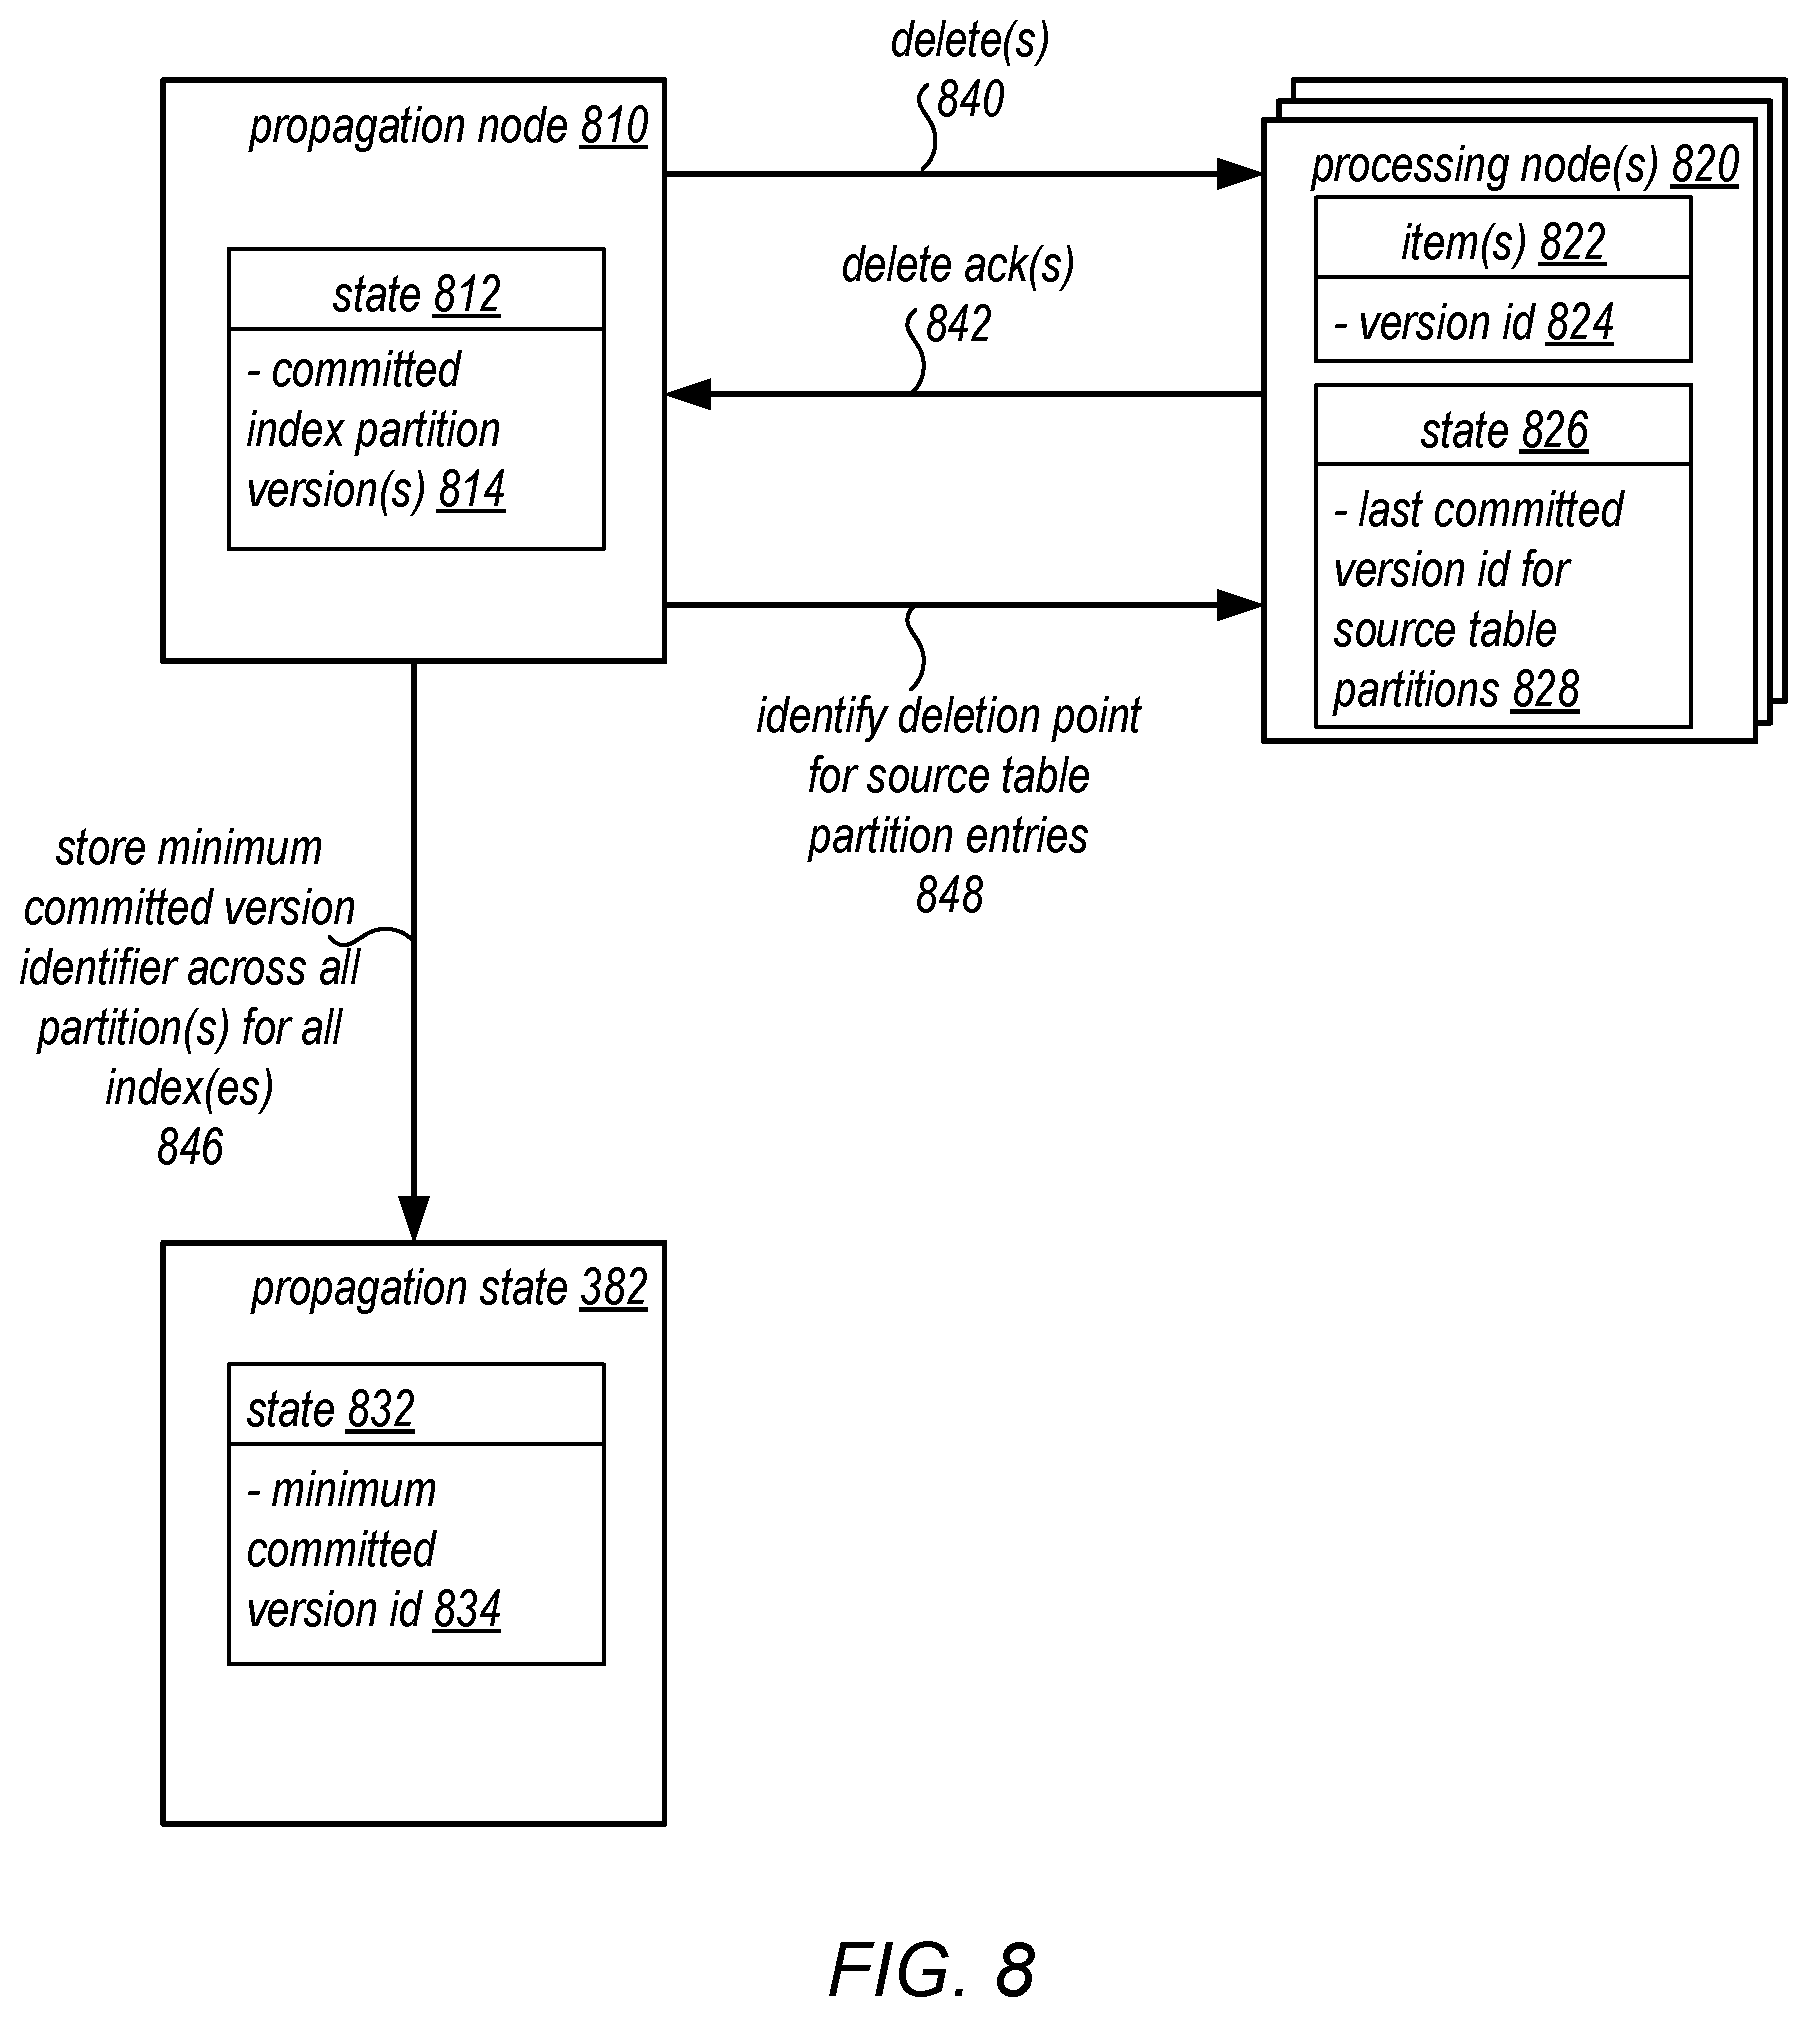 delete(s)
840
propagation node 810
processing node(s) 820
item(s) 822
- version id 824
delete ack(s)
842
state 812
- committed
index partition
version(s) 814
state 826
- last committed
version id for
source table
partitions 828
identify deletion point
for source table
partition entries
848
store minimum
committed version
identifier across all
partition(s) for all
index(es)
846
propagation state 382
state 832
- minimum
committed
version id 834
FIG. 8